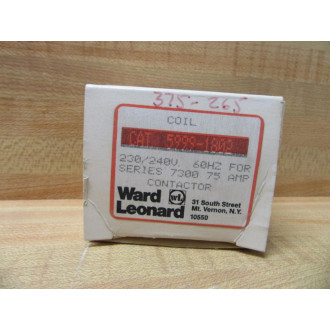 375-265
COIL
CAT. 5999-1802
230/240V. 60HZ FOR
SERIES 7300 75 AMP
CONTACTOR
Ward wL
Leonard
31 South Street
Mt. Vernon, N.Y.
10550